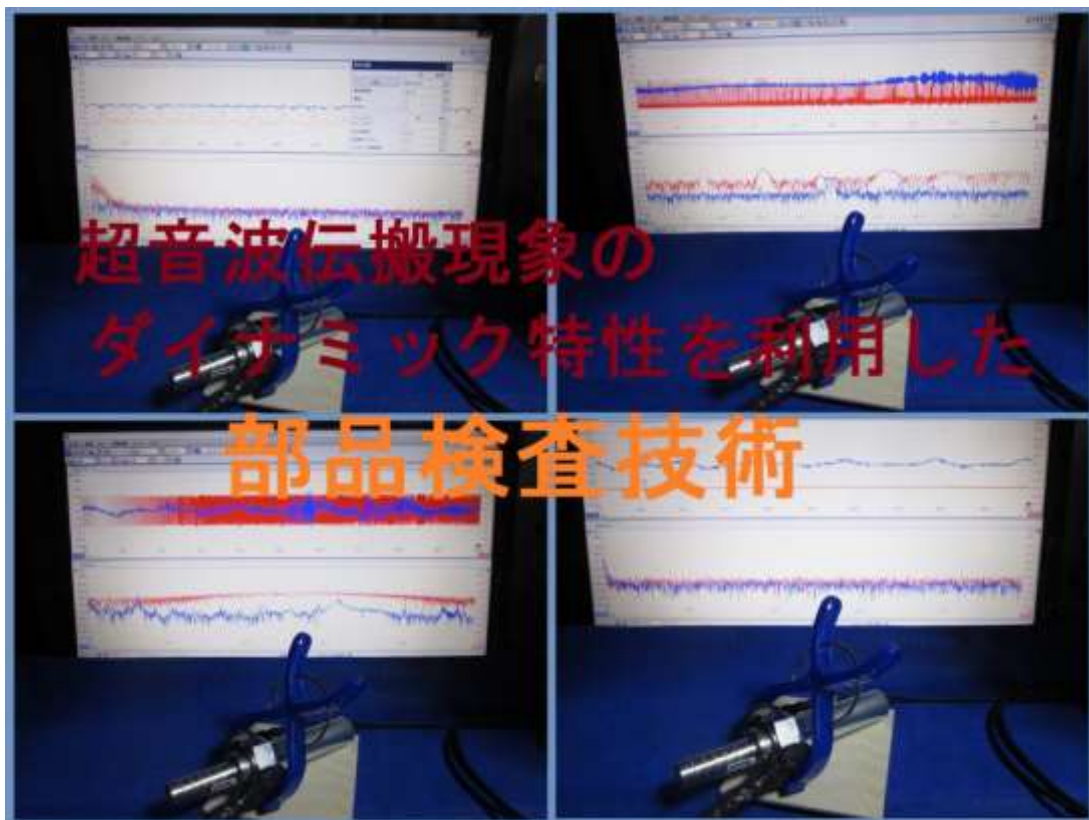 超音波伝搬現象の
ダイナミック特性を利用した
部品検査技術